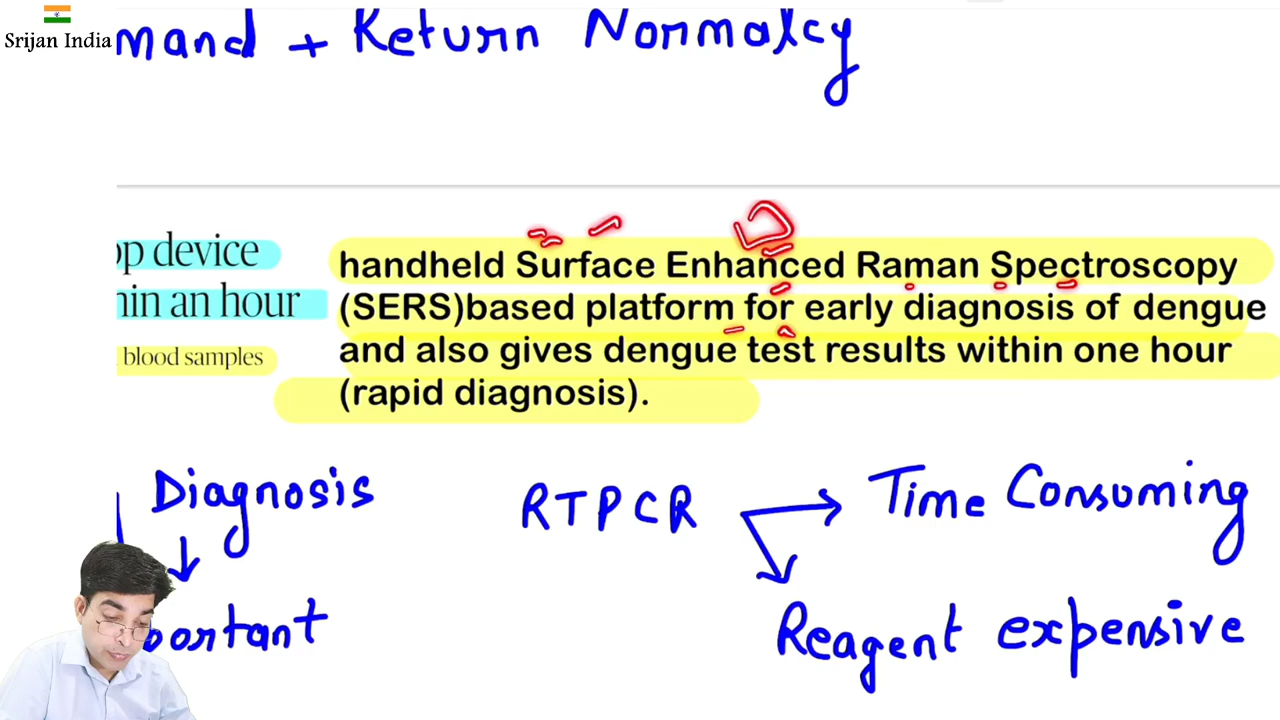 Srijan India
mand + Return Normalcy
op device
hin an hour
blood samples
handheld Surface Enhanced Raman Spectroscopy
(SERS)based platform for early diagnosis of dengue
and also gives dengue test results within one hour
(rapid diagnosis).
Diagnosis
portant
RTPCR
Time Consuming
Reagent expensive